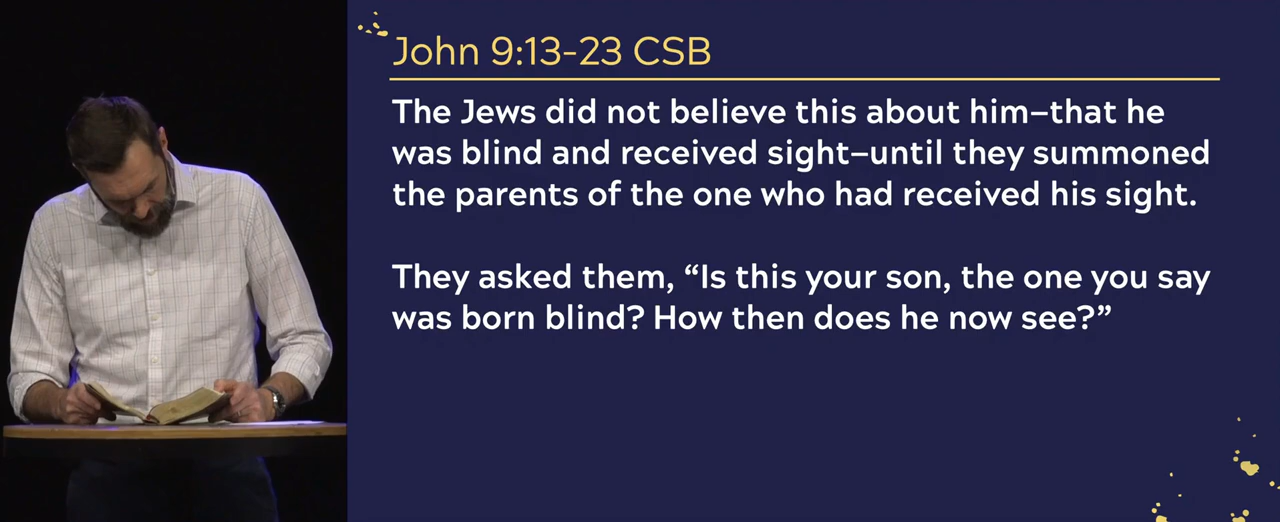 John 9:13-23 CSB
The Jews did not believe this about him—that he
was blind and received sight—until they summoned
the parents of the one who had received his sight.
They asked them, “Is this your son, the one you say
was born blind? How then does he now see?”